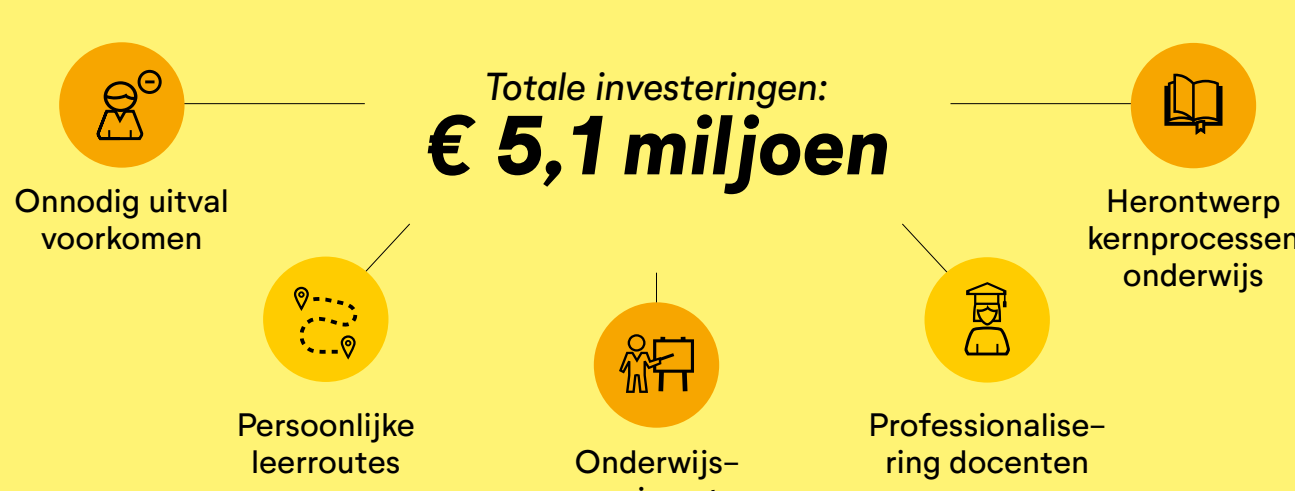 Totale investeringen:
€ 5,1 miljoen
Onnodig uitval
voorkomen
Herontwerp
kernprocessen
onderwijs
Persoonlijke
leerroutes
Onderwijs–
Professionalise–
ring docenten